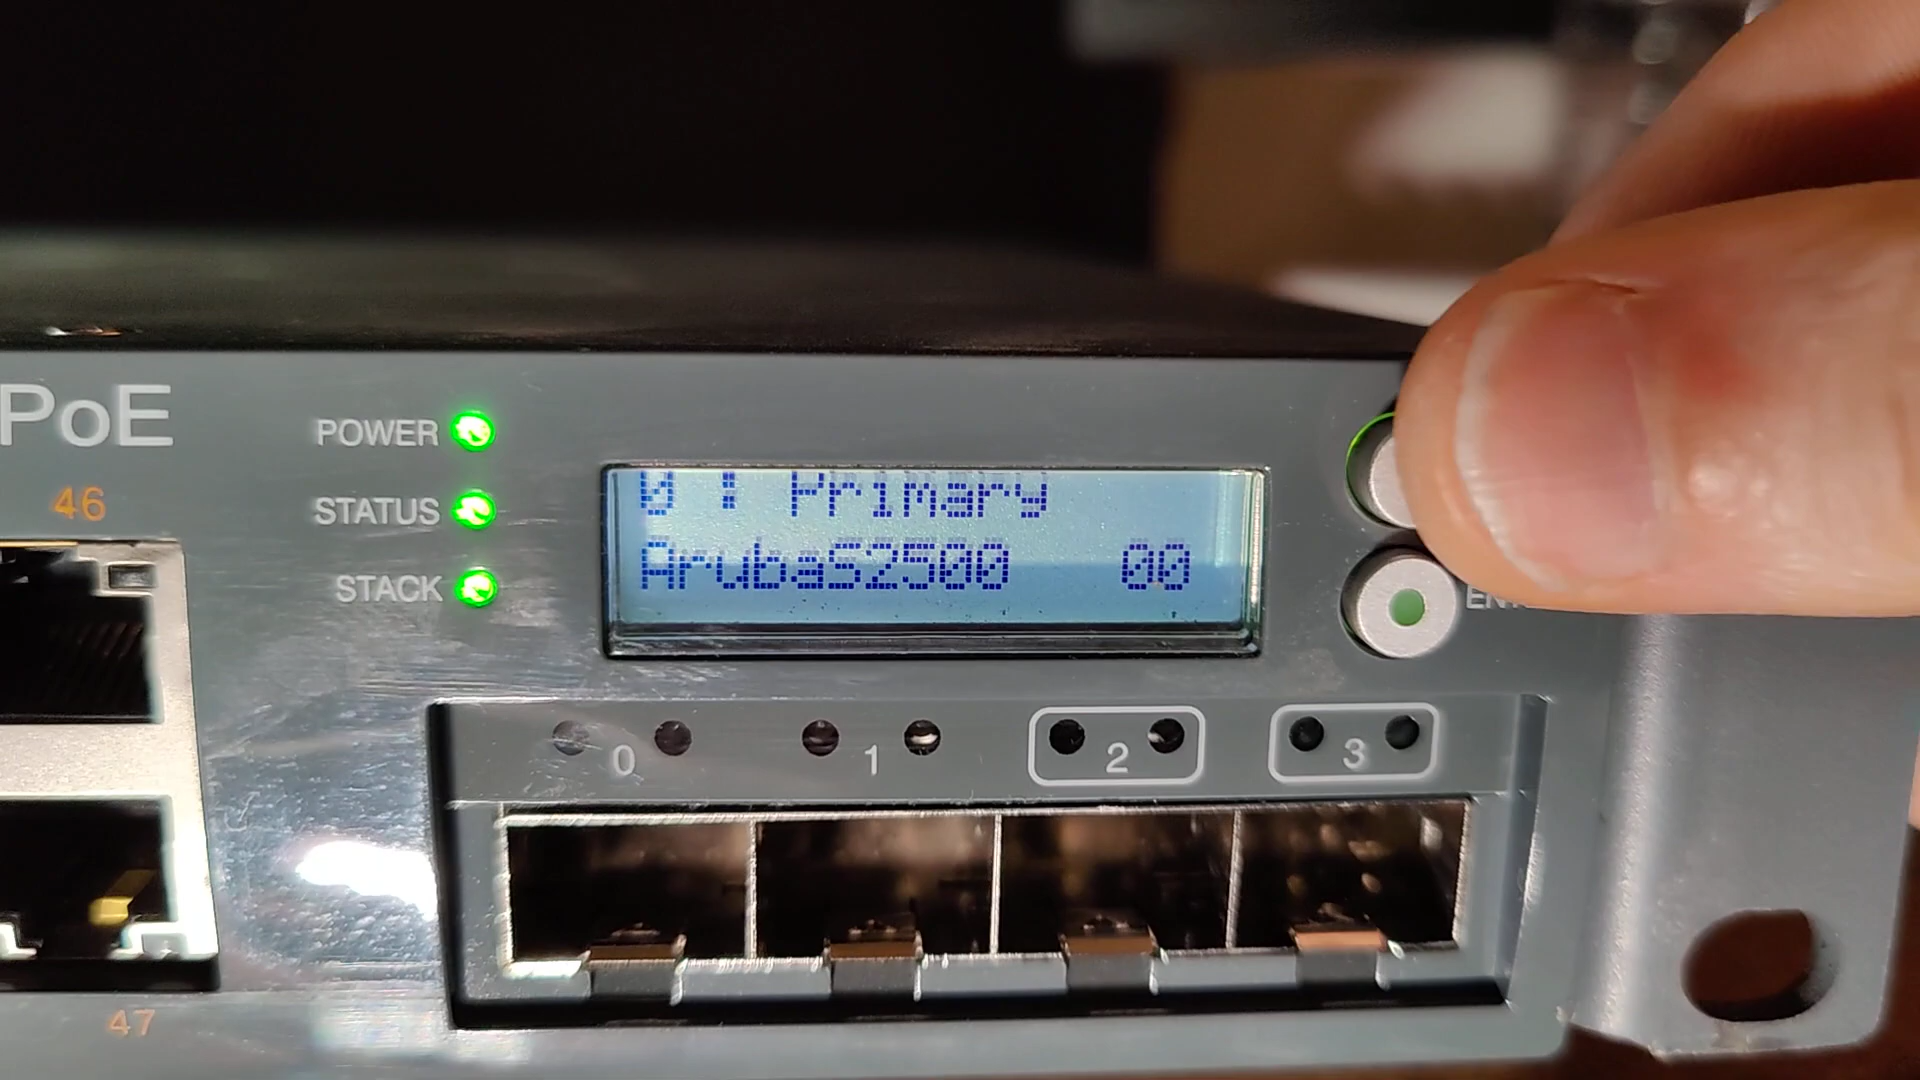 PoE
46
POWER
STATUS
STACK
0 : Primary
ArubaS2500 00
0
1
2
3
47